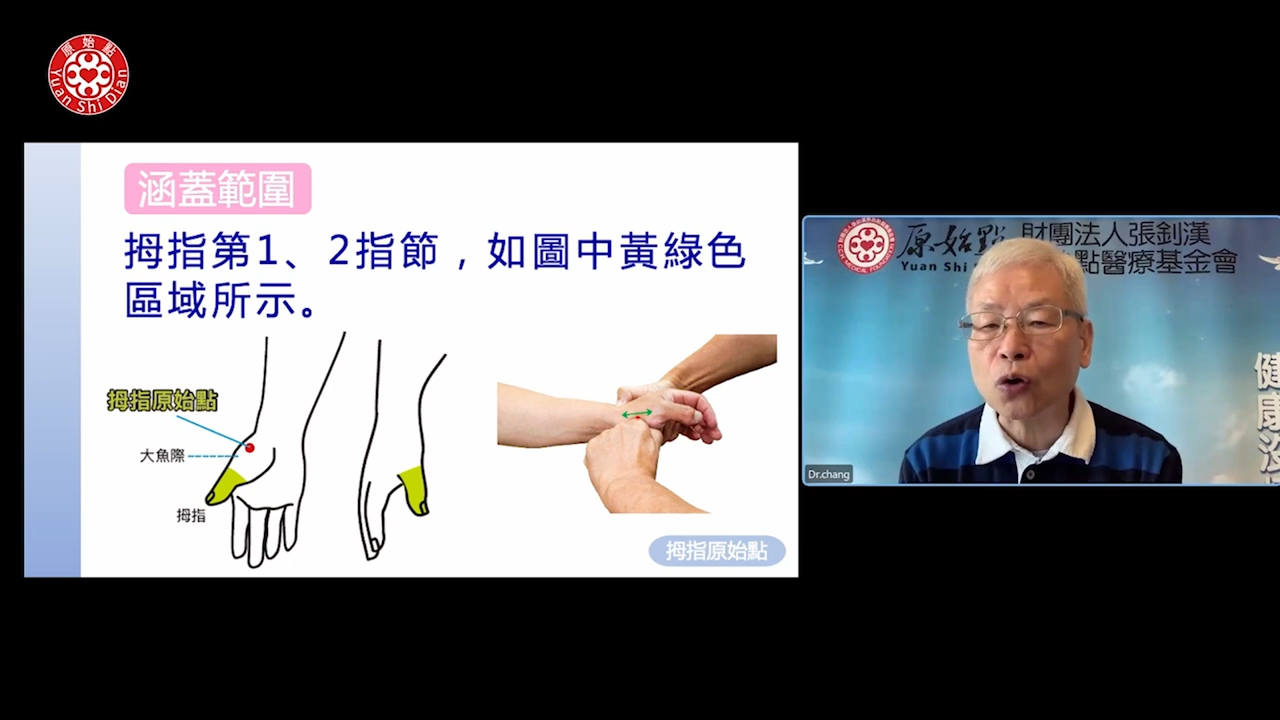 原始點
Yuan Shi Dian
涵蓋範圍
拇指第1、2指節，如圖中黃綠色
區域所示。
拇指原始點
大魚際
拇指
拇指原始點
原始點 財團法人張釗漢
Yuan Shi
點醫療基金會
健康
Dr.chang